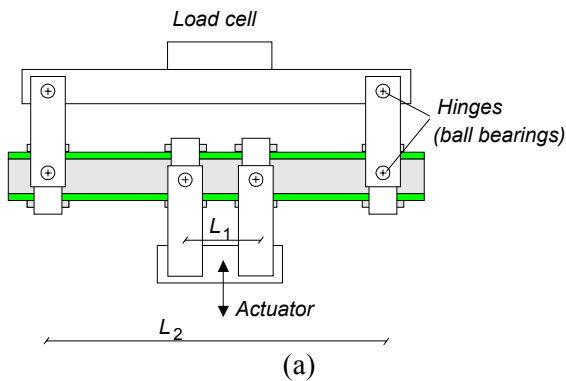 Load cell
Hinges
(ball bearings)
L1
Actuator
L2
(a)